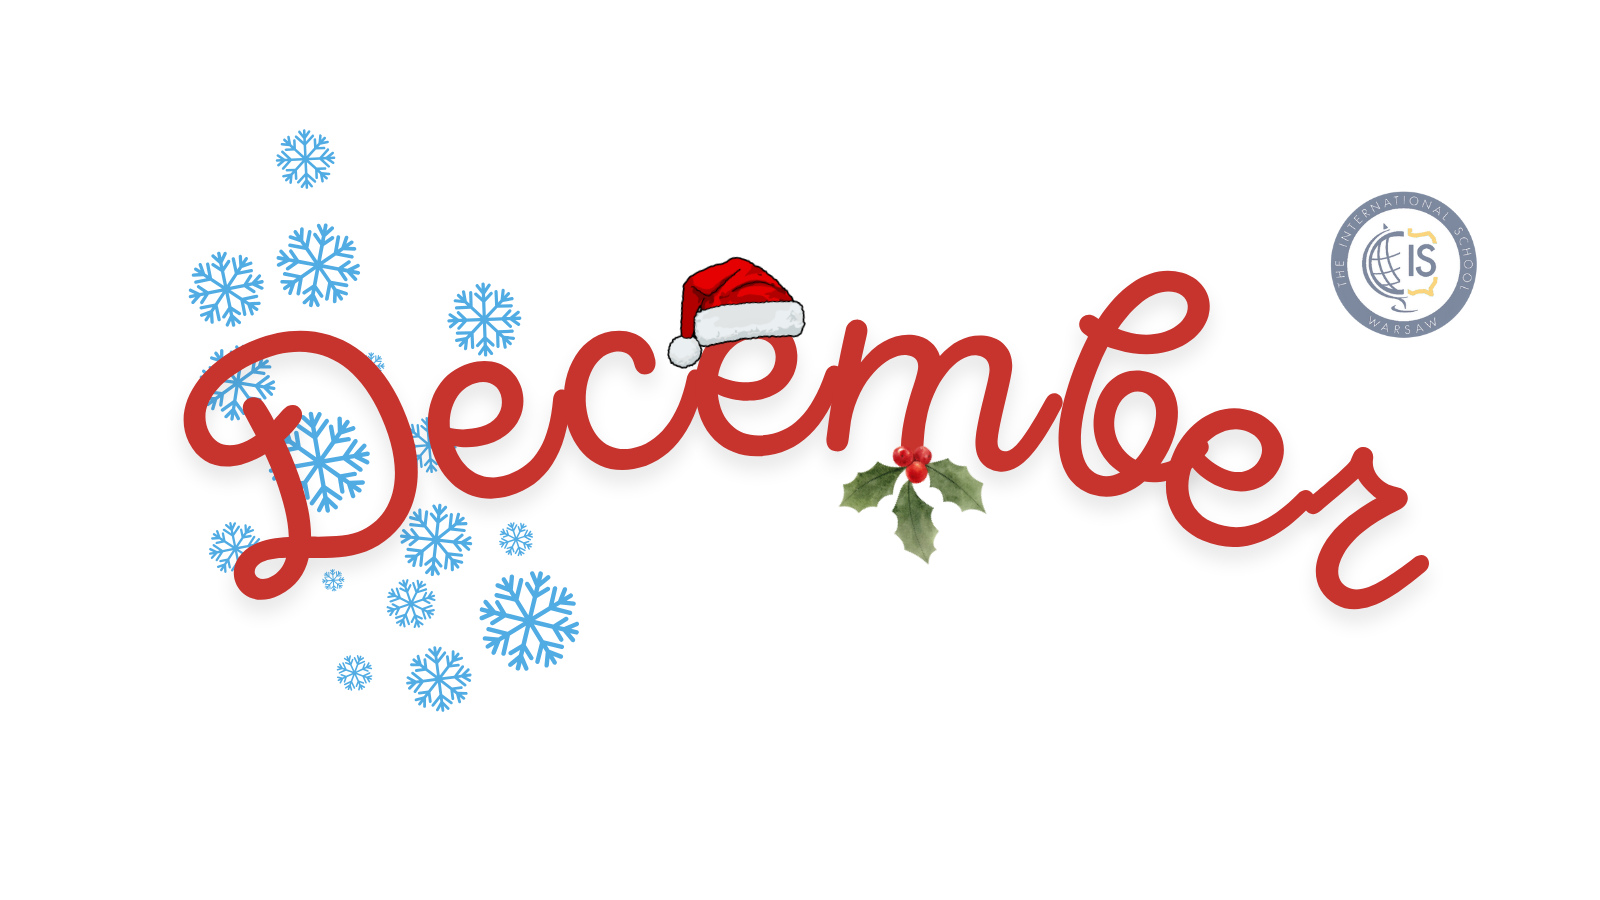 December
THE INTERNATIONAL SCHOOL
IS
WARSAW